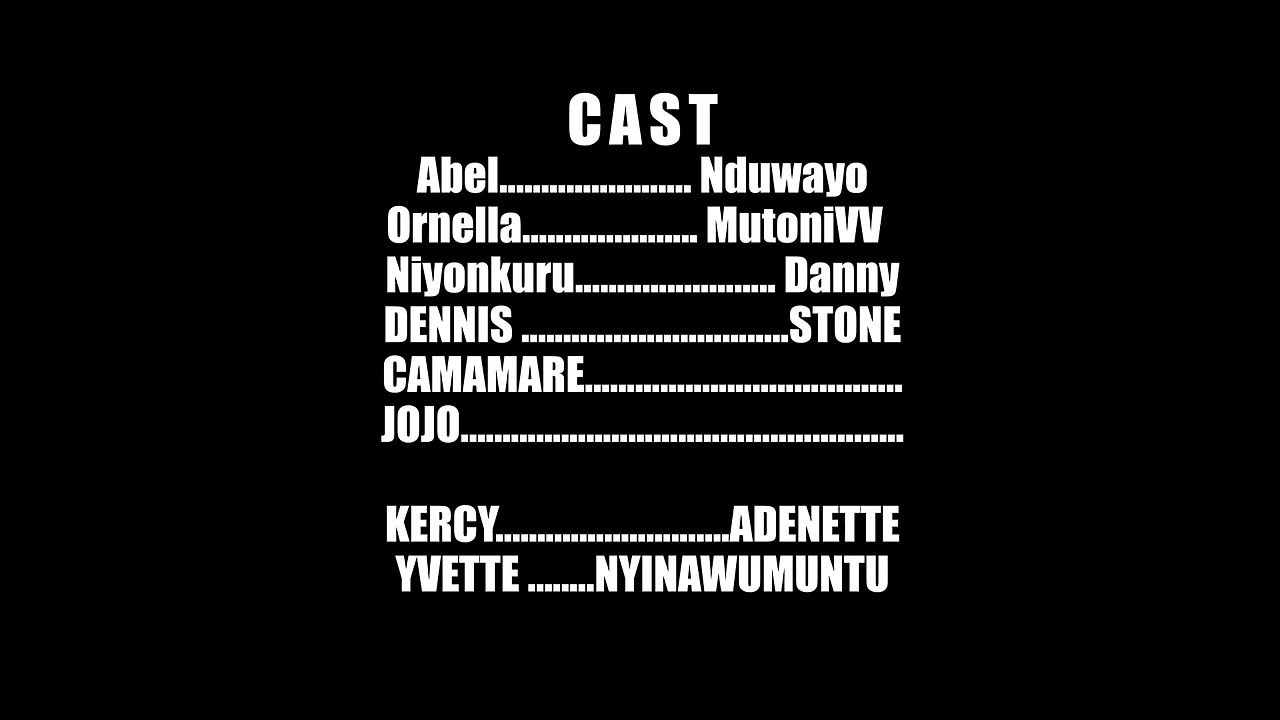 CAST
Abel....................... Nduwayo
Ornella..................... MutoniVV
Niyonkuru........................ Danny
DENNIS ................................STONE
CAMAMARE......................................
JOJO.....................................................
KERCY............................ADENETTE
YVETTE ........NYINAWUMUNTU